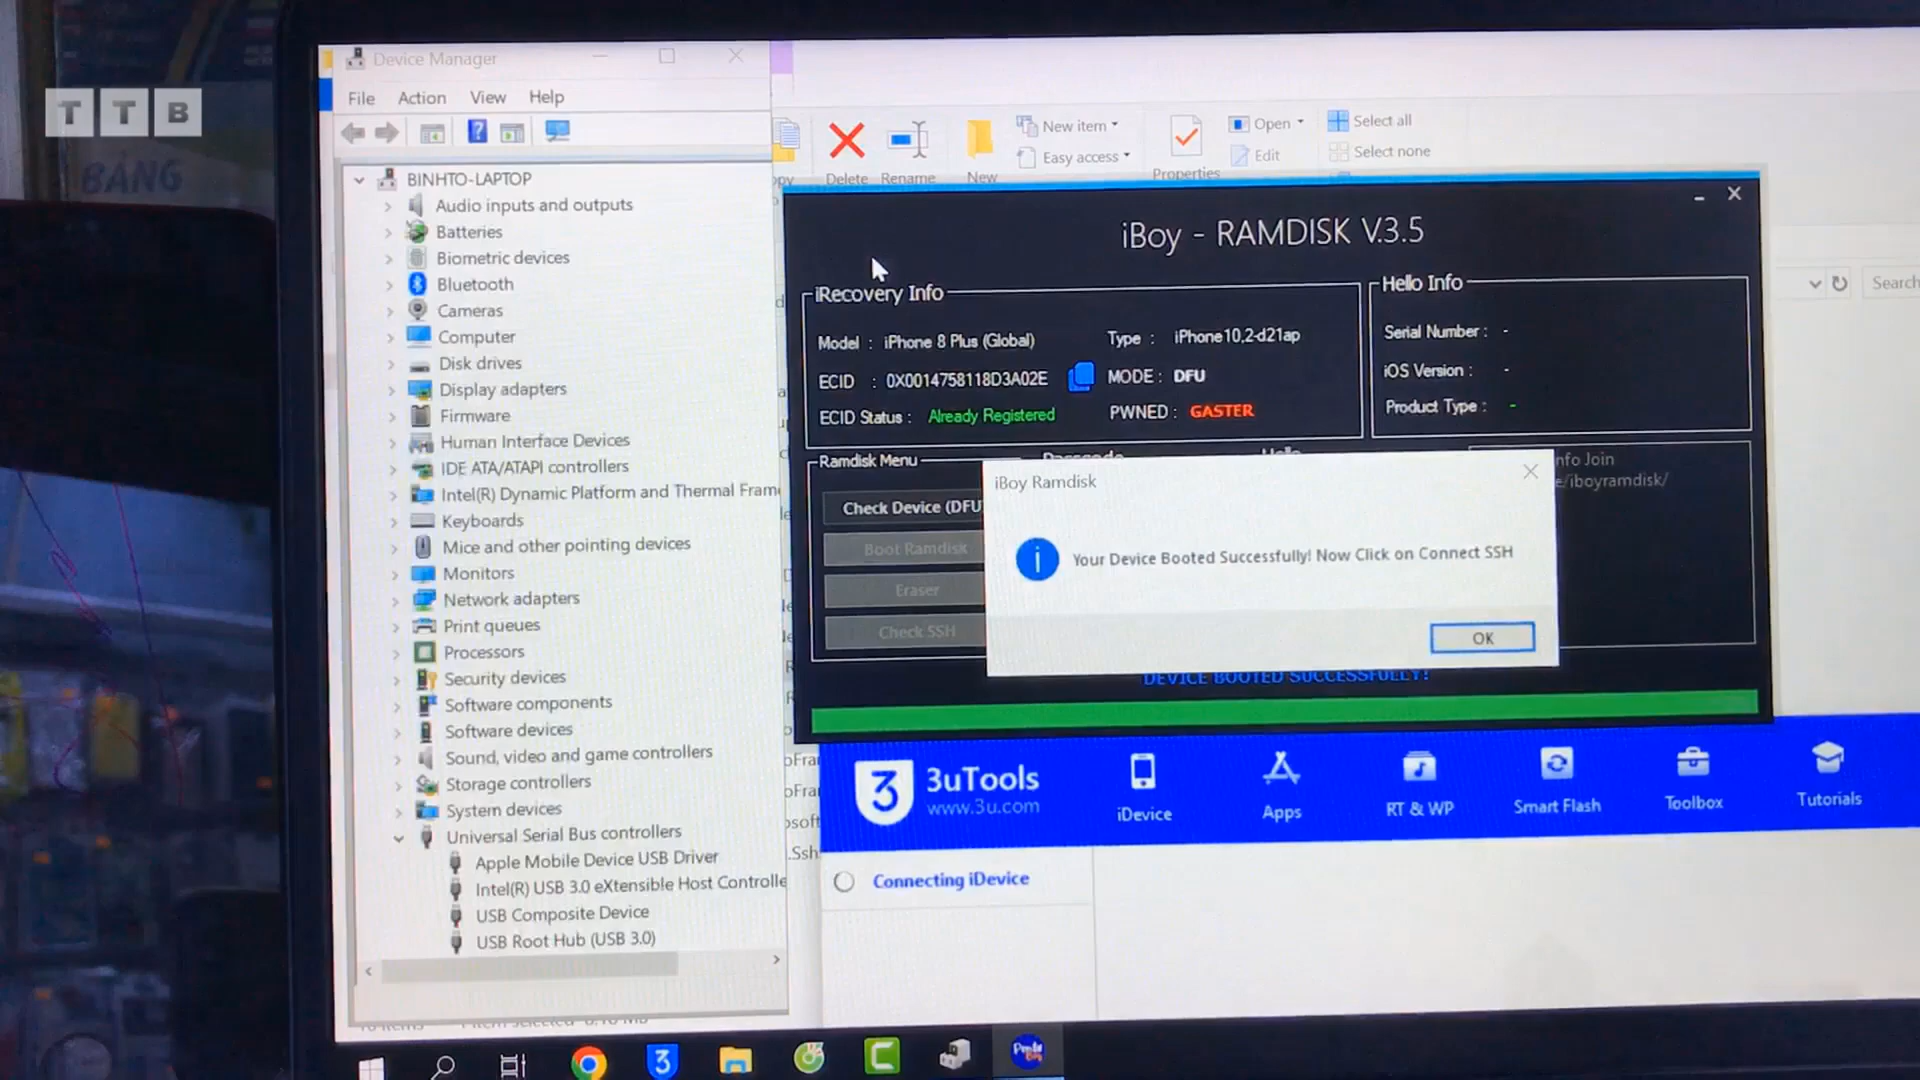 TTB
BẢNG
Device Manager
File Action View Help
BINHTO-LAPTOP
Audio inputs and outputs
Batteries
Biometric devices
Bluetooth
Cameras
Computer
Disk drives
Display adapters
Firmware
Human Interface Devices
IDE ATA/ATAPI controllers
Intel(R) Dynamic Platform and Thermal Fram
Keyboards
Mice and other pointing devices
Monitors
Network adapters
Print queues
Processors
Security devices
Software components
Software devices
Sound, video and game controllers
Storage controllers
System devices
Universal Serial Bus controllers
Apple Mobile Device USB Driver
Intel(R) USB 3.0 eXtensible Host Controlle
USB Composite Device
USB Root Hub (USB 3.0)
Delete Rename New
New item
Easy access
Properties
Open
Edit
Select all
Select none
Search
iBoy - RAMDISK V.3.5
iRecovery Info
Model : iPhone 8 Plus (Global)
Type : iPhone10,2-d21ap
ECID : 0X0014758118D3A02E
MODE : DFU
ECID Status : Already Registered
PWNED : GASTER
Hello Info
Serial Number : -
iOS Version : -
Product Type : -
Ramdisk Menu
Passcode
Hello
Check Device (DFU
Boot Ramdisk
Eraser
Check SSH
nfo Join
e/iboyramdisk/
iBoy Ramdisk
Your Device Booted Successfully! Now Click on Connect SSH
OK
DEVICE BOOTED SUCCESSFULLY!
3uTools
www.3u.com
iDevice
Apps
RT & WP
Smart Flash
Toolbox
Tutorials
Connecting iDevice